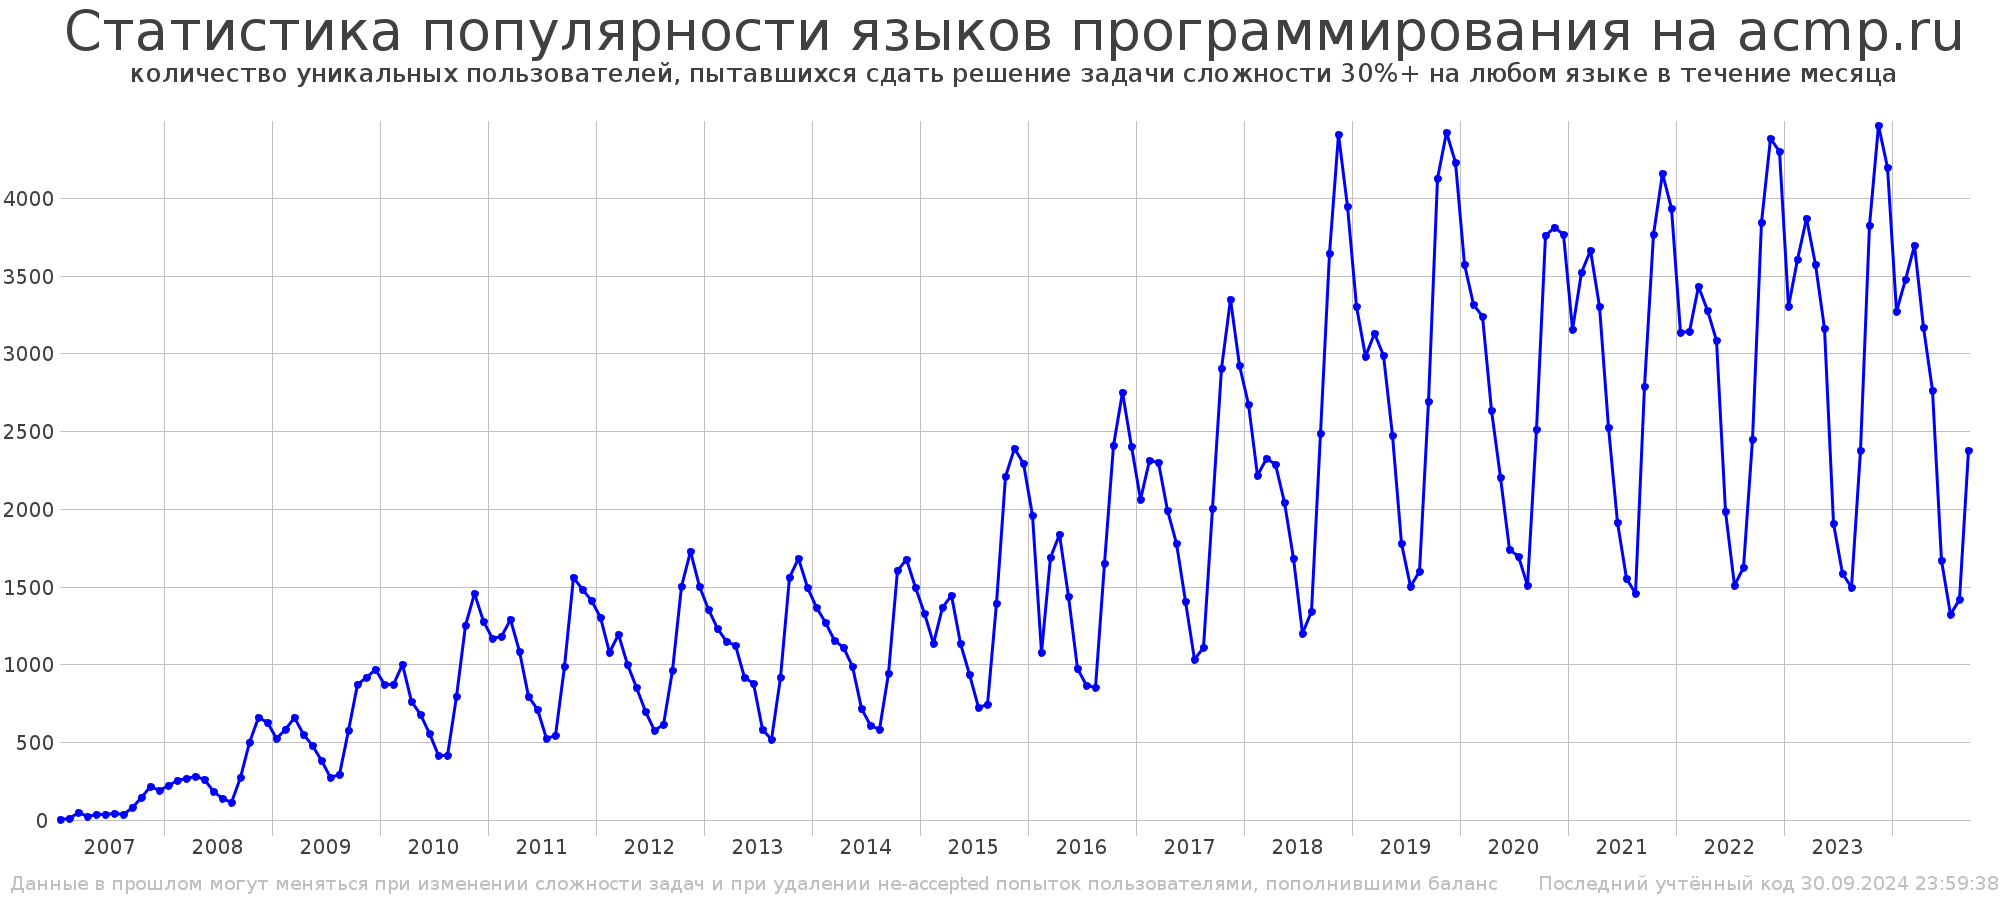 Статистика популярности языков программирования на acmp.ru
количество уникальных пользователей, пытавшихся сдать решение задачи сложности 30%+ на любом языке в течение месяца
4000
3500
3000
2500
2000
1500
1000
500
0
2007 2008 2009 2010 2011 2012 2013 2014 2015 2016 2017 2018 2019 2020 2021 2022 2023
Данные в прошлом могут меняться при изменении сложности задач и при удалении не-accepted попыток пользователями, пополнившими баланс Последний учтённый код 30.09.2024 23:59:38